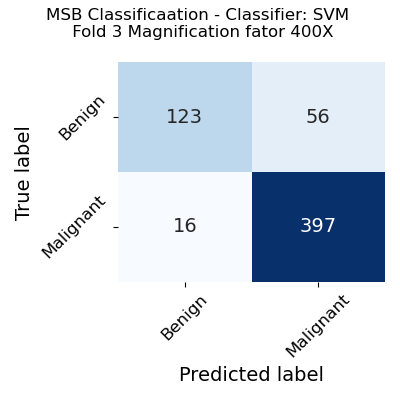 MSB Classificaation - Classifier: SVM
Fold 3 Magnification fator 400X
True label
Benign
123
56
Malignant
16
397
Benign
Malignant
Predicted label